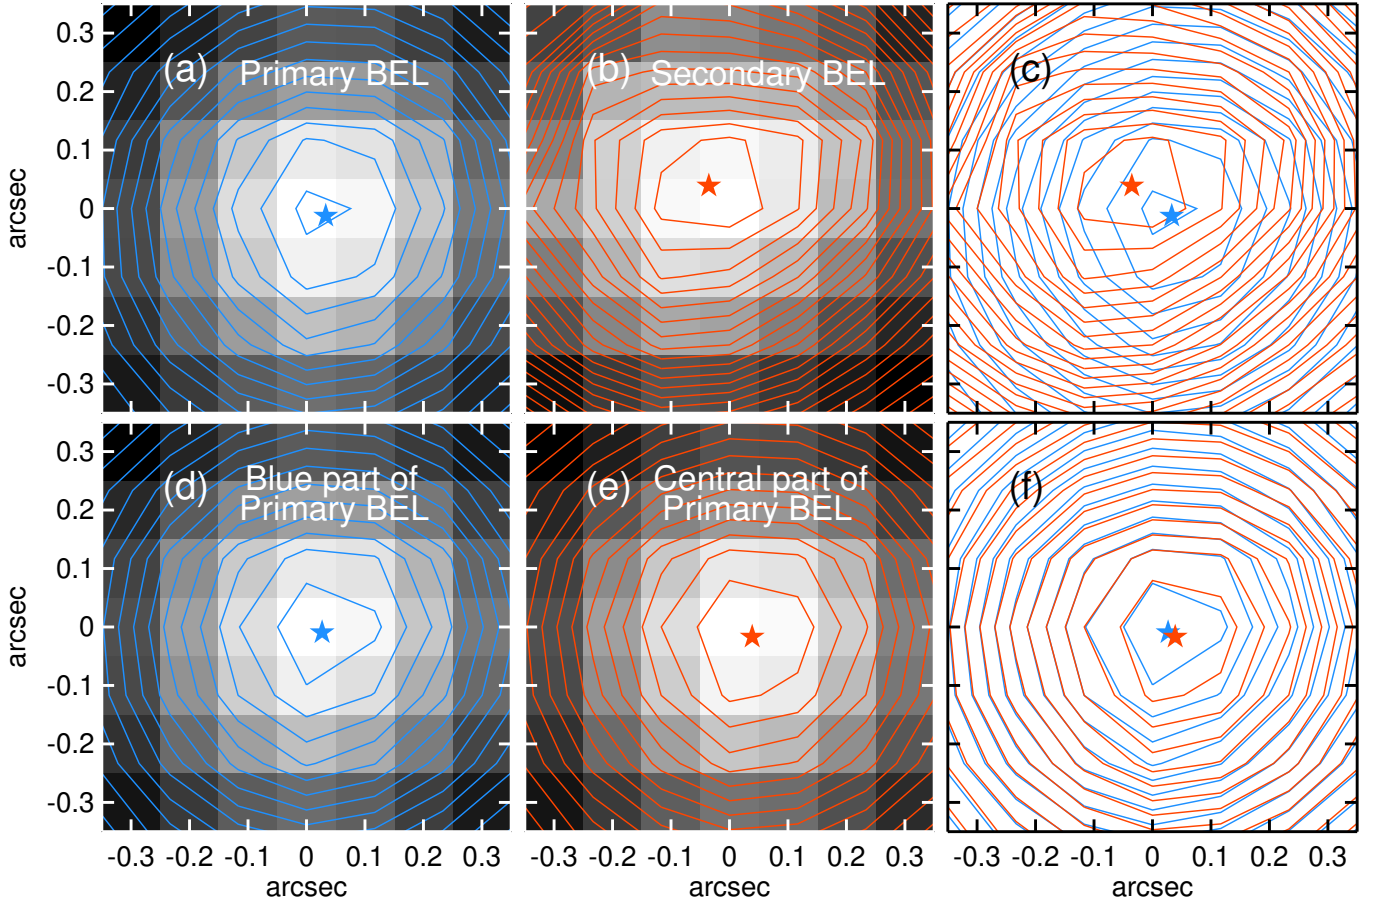 (a) Primary BEL
(b) Secondary BEL
(c)
0.3
0.2
0.1
0
-0.1
-0.2
-0.3
arcsec
(d) Blue part of
Primary BEL
(e) Central part of
Primary BEL
(f)
0.3
0.2
0.1
0
-0.1
-0.2
-0.3
arcsec
-0.3 -0.2 -0.1 0 0.1 0.2 0.3
-0.3 -0.2 -0.1 0 0.1 0.2 0.3
-0.3 -0.2 -0.1 0 0.1 0.2 0.3
arcsec
arcsec
arcsec